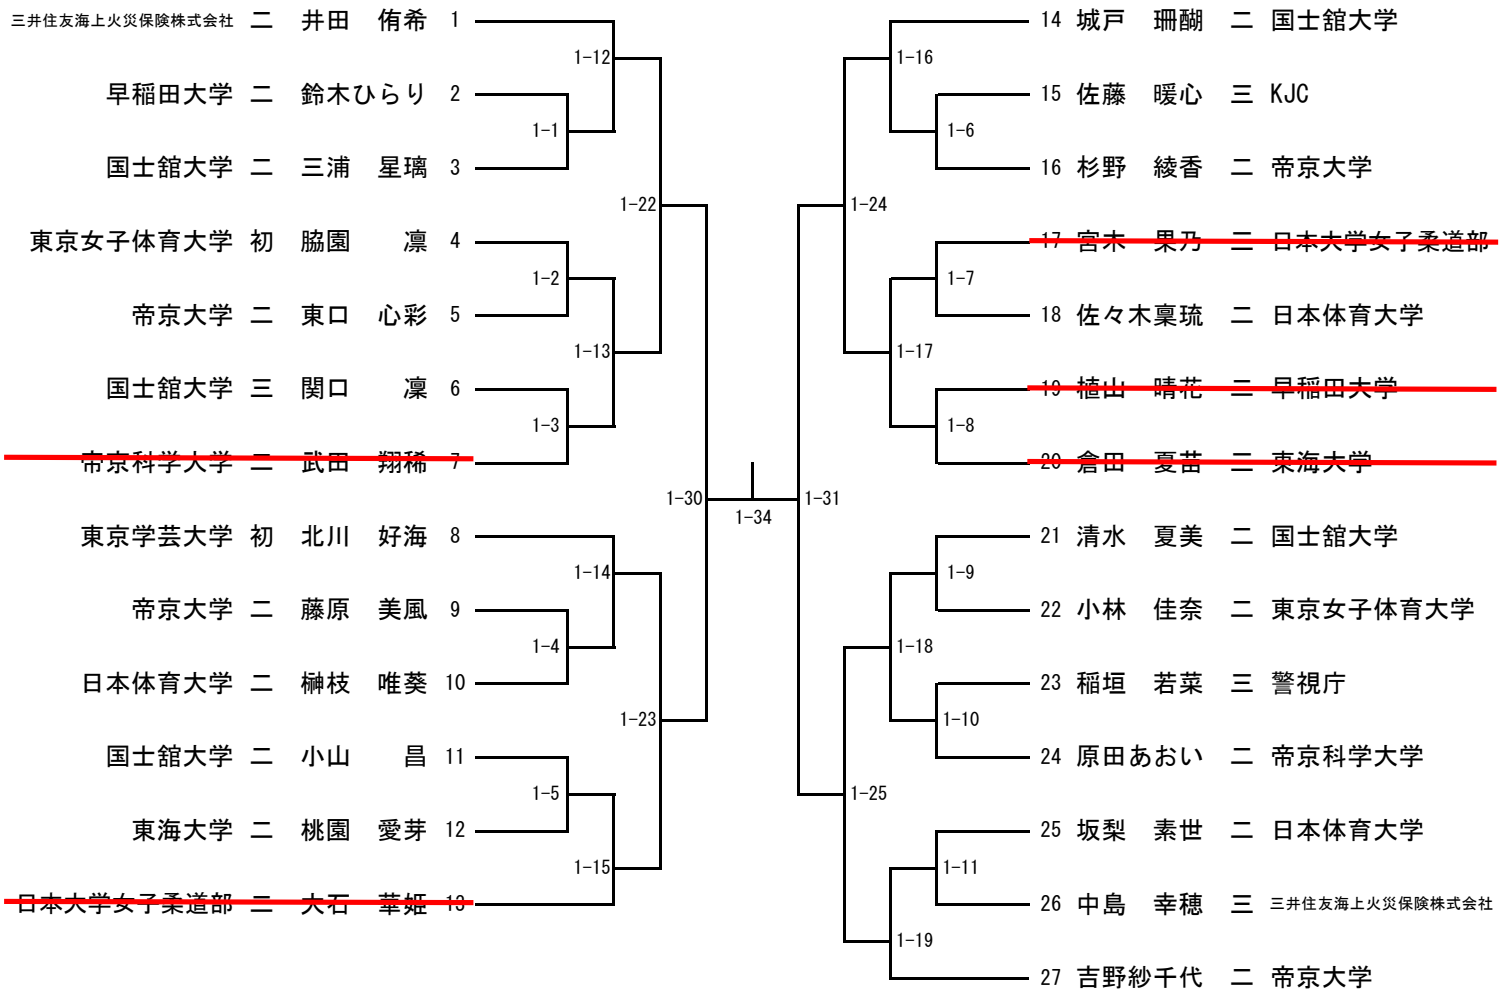 三井住友海上火災保険株式会社 二 井田 侑希 1
1-12
早稲田大学 二 鈴木ひらり 2
1-1
国士舘大学 二 三浦 星璃 3
1-22
東京女子体育大学 初 脇園 凛 4
1-2
帝京大学 二 東口 心彩 5
1-13
国士舘大学 三 関口 凜 6
1-3
帝京科学大学 二 武田 翔稀 7
1-30
東京学芸大学 初 北川 好海 8
1-14
帝京大学 二 藤原 美風 9
1-4
日本体育大学 二 榊枝 唯葵 10
1-23
国士舘大学 二 小山 昌 11
1-5
東海大学 二 桃園 愛芽 12
1-15
日本大学女子柔道部 二 大石 華姫 13
1-34
14 城戸 珊醐 二 国士舘大学
1-16
15 佐藤 暖心 三 KJC
1-6
16 杉野 綾香 二 帝京大学
1-24
17 宮木 果乃 三 日本大学女子柔道部
1-7
18 佐々木稟琉 二 日本体育大学
1-17
19 植山 晴花 二 早稲田大学
1-8
20 倉田 夏苗 二 東海大学
1-31
21 清水 夏美 二 国士舘大学
1-9
22 小林 佳奈 二 東京女子体育大学
1-18
23 稲垣 若菜 三 警視庁
1-10
24 原田あおい 二 帝京科学大学
1-25
25 坂梨 素世 二 日本体育大学
1-11
26 中島 幸穂 三 三井住友海上火災保険株式会社
1-19
27 吉野紗千代 二 帝京大学